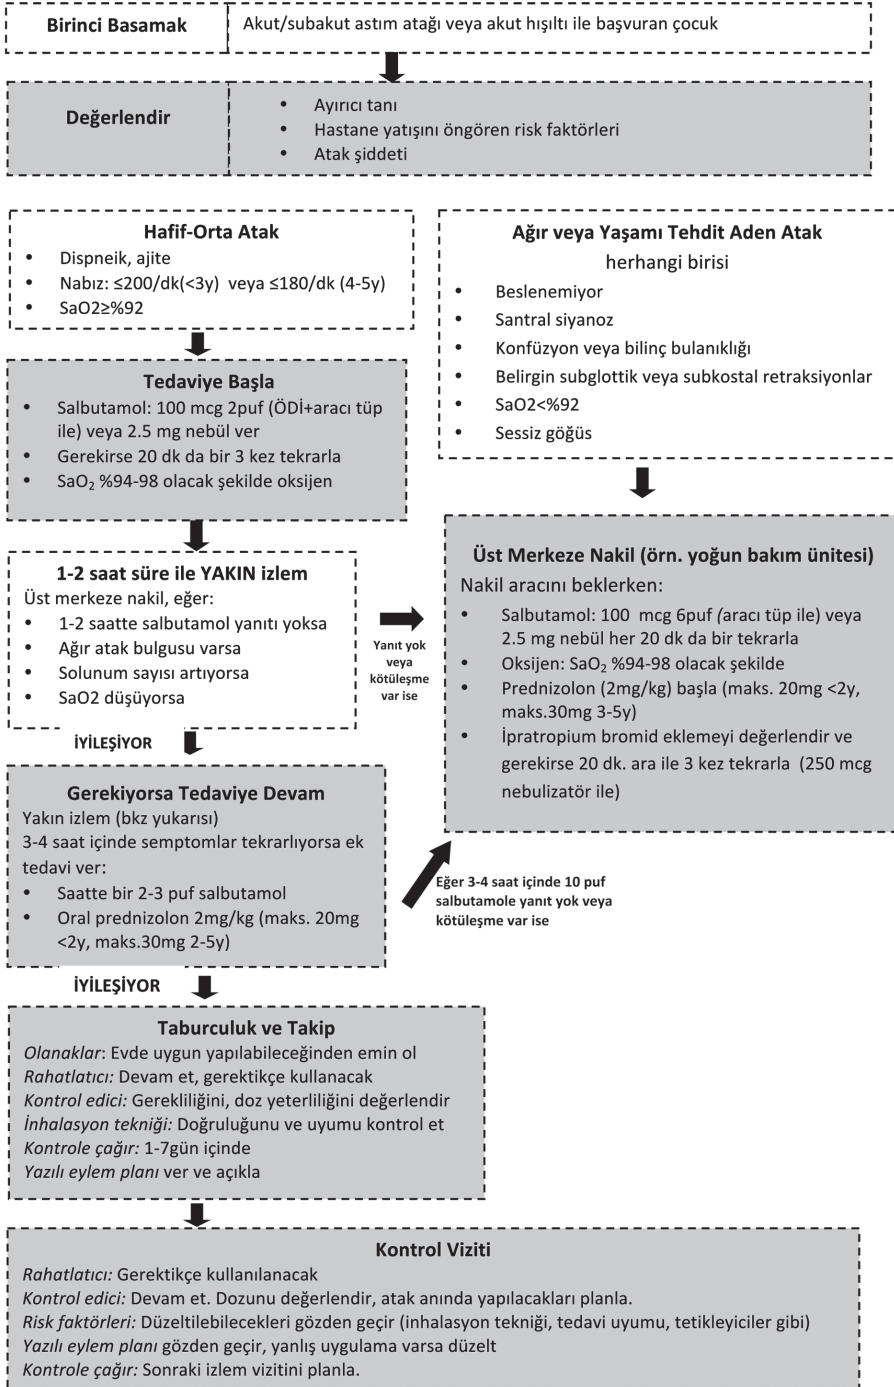 Birinci Basamak
Akut/subakut astım atağı veya akut hışıltı ile başvuran çocuk
Değerlendir
• Ayırıcı tanı
• Hastane yatışını öngören risk faktörleri
• Atak şiddeti
Hafif-Orta Atak
• Dispneik, ajite
• Nabız: ≤200/dk(<3y) veya ≤180/dk (4-5y)
• SaO2≥%92
Ağır veya Yaşamı Tehdit Aden Atak
herhangi birisi
• Beslenemiyor
• Santral siyanoz
• Konfüzyon veya bilinç bulanıklığı
• Belirgin subglottik veya subkostal retraksiyonlar
• SaO2<%92
• Sessiz göğüs
Tedaviye Başla
• Salbutamol: 100 mcg 2puf (ÖDİ+aracı tüp
ile) veya 2.5 mg nebül ver
• Gerekirse 20 dk da bir 3 kez tekrarla
• SaO₂ %94-98 olacak şekilde oksijen
1-2 saat süre ile YAKIN izlem
Üst merkeze nakil, eğer:
• 1-2 saatte salbutamol yanıtı yoksa
• Ağır atak bulgusu varsa
• Solunum sayısı artıyorsa
• SaO2 düşüyorsa
Yanıt yok
veya
kötüleşme
var ise
Üst Merkeze Nakil (örn. yoğun bakım ünitesi)
Nakil aracını beklerken:
• Salbutamol: 100 mcg 6puf (aracı tüp ile) veya
2.5 mg nebül her 20 dk da bir tekrarla
• Oksijen: SaO₂ %94-98 olacak şekilde
• Prednizolon (2mg/kg) başla (maks. 20mg <2y,
maks.30mg 3-5y)
• İpratropium bromid eklemeyi değerlendir ve
gerekirse 20 dk. ara ile 3 kez tekrarla (250 mcg
nebulizatör ile)
İYİLEŞİYOR
Gerekiyorsa Tedaviye Devam
Yakın izlem (bkz yukarısı)
3-4 saat içinde semptomlar tekrarlıyorsa ek
tedavi ver:
• Saatte bir 2-3 puf salbutamol
• Oral prednizolon 2mg/kg (maks. 20mg
<2y, maks.30mg 2-5y)
Eğer 3-4 saat içinde 10 puf
salbutamole yanıt yok veya
kötüleşme var ise
İYİLEŞİYOR
Taburculuk ve Takip
Olanaklar: Evde uygun yapılabileceğinden emin ol
Rahatlatıcı: Devam et, gerektikçe kullanacak
Kontrol edici: Gerekliliğini, doz yeterliliğini değerlendir
İnhalasyon tekniği: Doğruluğunu ve uyumu kontrol et
Kontrole çağır: 1-7gün içinde
Yazılı eylem planı ver ve açıkla
Kontrol Viziti
Rahatlatıcı: Gerektikçe kullanılanacak
Kontrol edici: Devam et. Dozunu değerlendir, atak anında yapılacakları planla.
Risk faktörleri: Düzeltilebilecekleri gözden geçir (inhalasyon tekniği, tedavi uyumu, tetikleyiciler gibi)
Yazılı eylem planı gözden geçir, yanlış uygulama varsa düzelt
Kontrole çağır: Sonraki izlem vizitini planla.